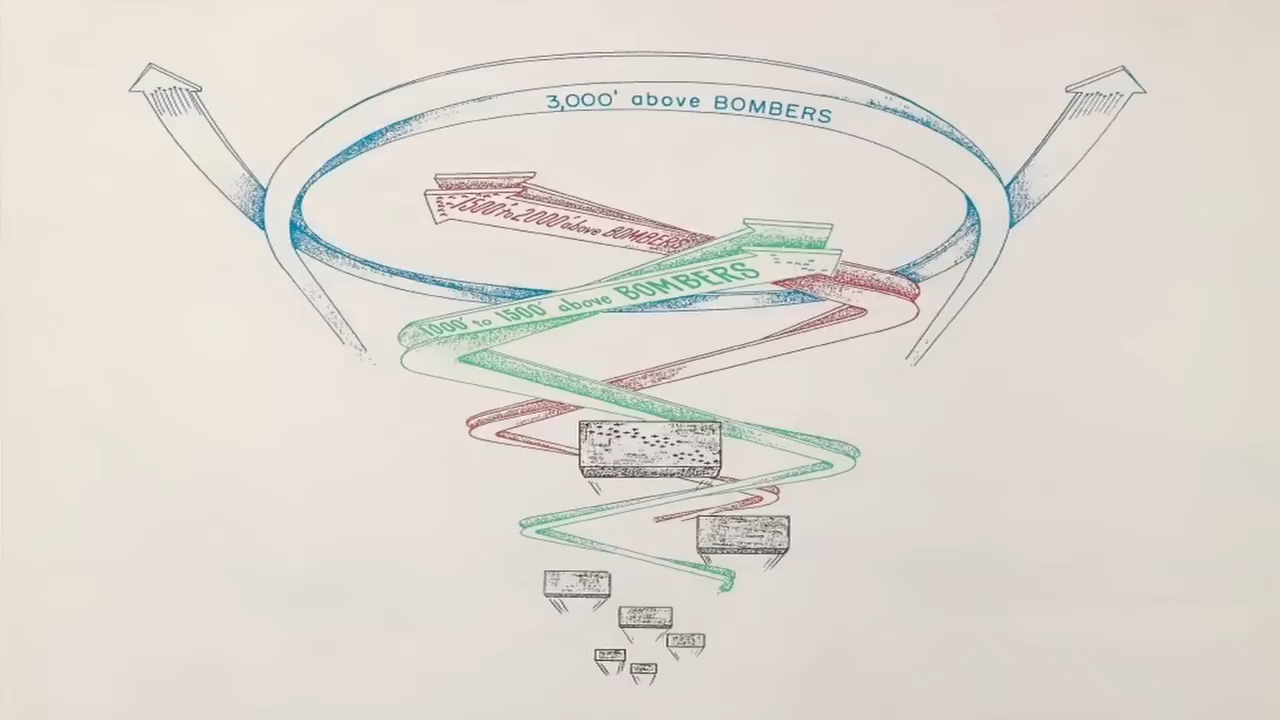 3,000' above BOMBERS
1500' to 2000' above BOMBERS
1000' to 1500' above BOMBERS